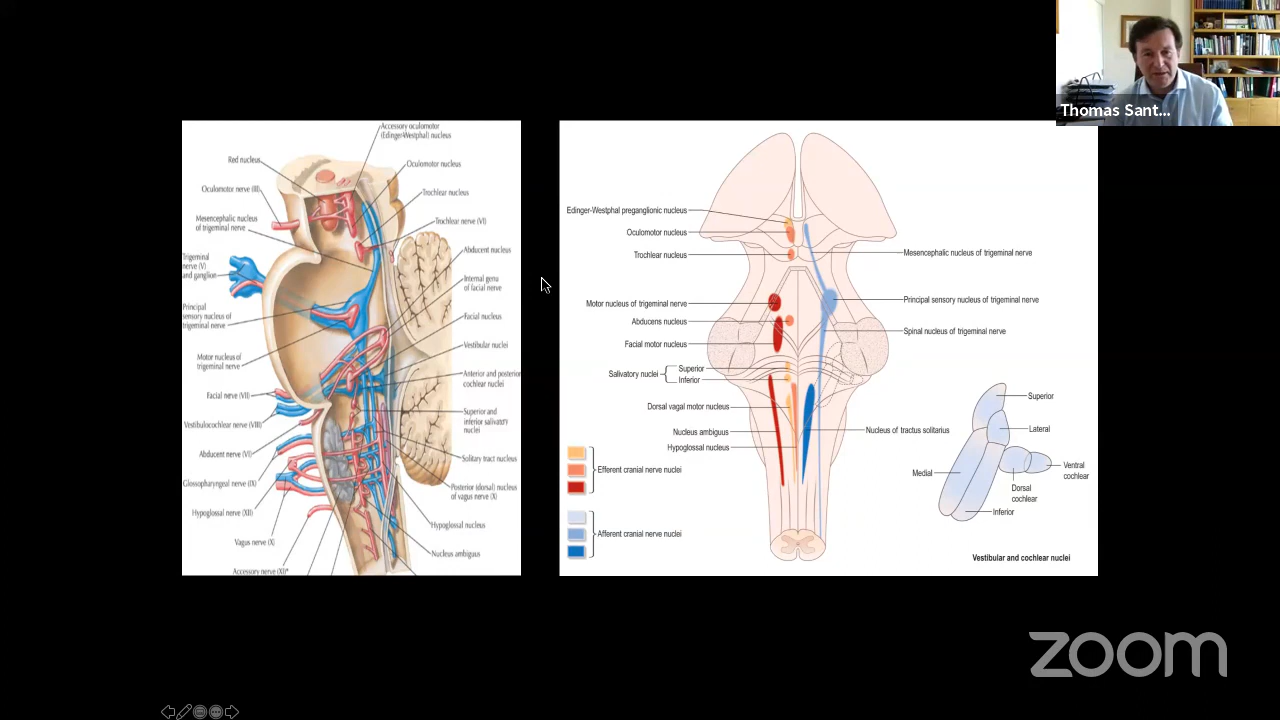 Thomas Sant...
Accessory oculomotor
(Edinger-Westphal) nucleus
Red nucleus
Oculomotor nucleus
Oculomotor nerve (III)
Trochlear nucleus
Mesencephalic nucleus
of trigeminal nerve
Trochlear nerve (VI)
Trigeminal
nerve (V)
and ganglion
Abducent nucleus
Internal genu
of facial nerve
Principal
sensory nucleus of
trigeminal nerve
Facial nucleus
Vestibular nuclei
Motor nucleus of
trigeminal nerve
Anterior and posterior
cochlear nuclei
Facial nerve (VII)
Superior and
inferior salivatory
nuclei
Vestibulocochlear nerve (VIII)
Abducent nerve (VI)
Solitary tract nucleus
Glossopharyngeal nerve (IX)
Posterior (dorsal) nucleus
of vagus nerve (X)
Hypoglossal nerve (XII)
Hypoglossal nucleus
Vagus nerve (X)
Nucleus ambiguus
Accessory nerve (XI)*
Edinger-Westphal preganglionic nucleus
Oculomotor nucleus
Trochlear nucleus
Mesencephalic nucleus of trigeminal nerve
Motor nucleus of trigeminal nerve
Principal sensory nucleus of trigeminal nerve
Abducens nucleus
Spinal nucleus of trigeminal nerve
Facial motor nucleus
Salivatory nuclei
Superior
Inferior
Dorsal vagal motor nucleus
Nucleus ambiguus
Nucleus of tractus solitarius
Hypoglossal nucleus
Efferent cranial nerve nuclei
Afferent cranial nerve nuclei
Superior
Lateral
Medial
Ventral
cochlear
Dorsal
cochlear
Inferior
Vestibular and cochlear nuclei
zoom